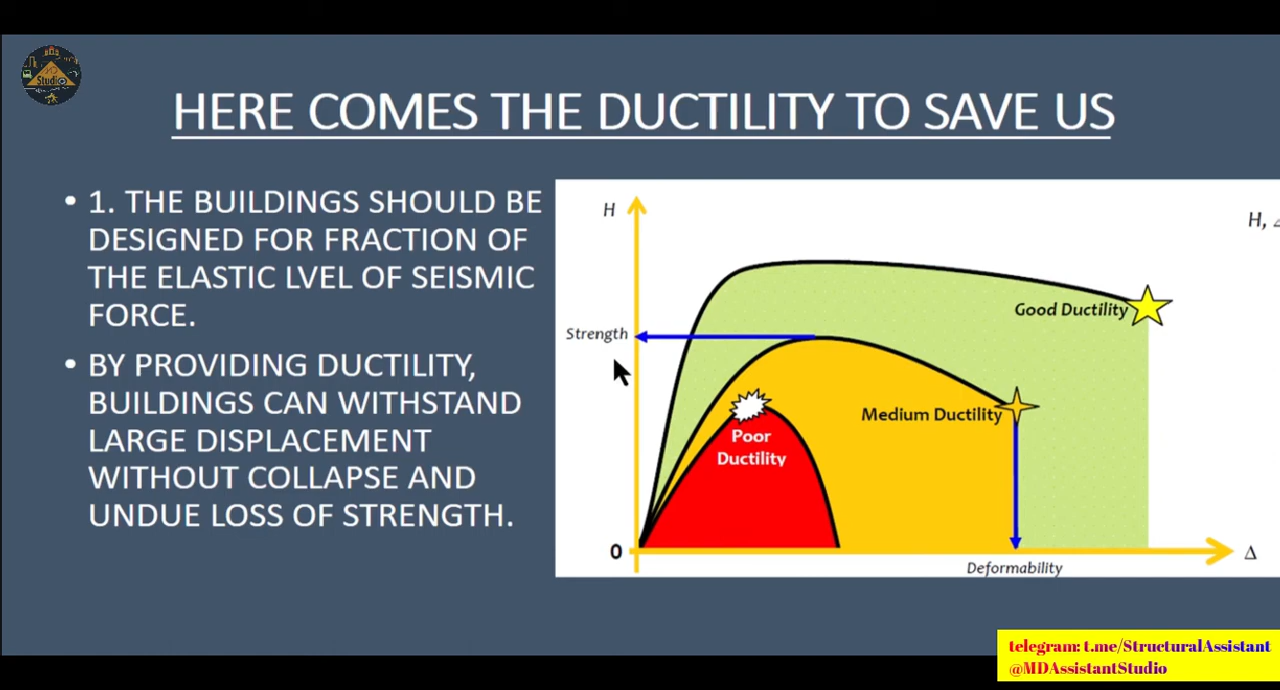 HERE COMES THE DUCTILITY TO SAVE US
• 1. THE BUILDINGS SHOULD BE
DESIGNED FOR FRACTION OF
THE ELASTIC LVEL OF SEISMIC
FORCE.
• BY PROVIDING DUCTILITY,
BUILDINGS CAN WITHSTAND
LARGE DISPLACEMENT
WITHOUT COLLAPSE AND
UNDUE LOSS OF STRENGTH.
H
H,
Good Ductility
Strength
Medium Ductility
Poor
Ductility
0
Δ
Deformability
Studio
telegram: t.me/StructuralAssistant
@MDAssistantStudio